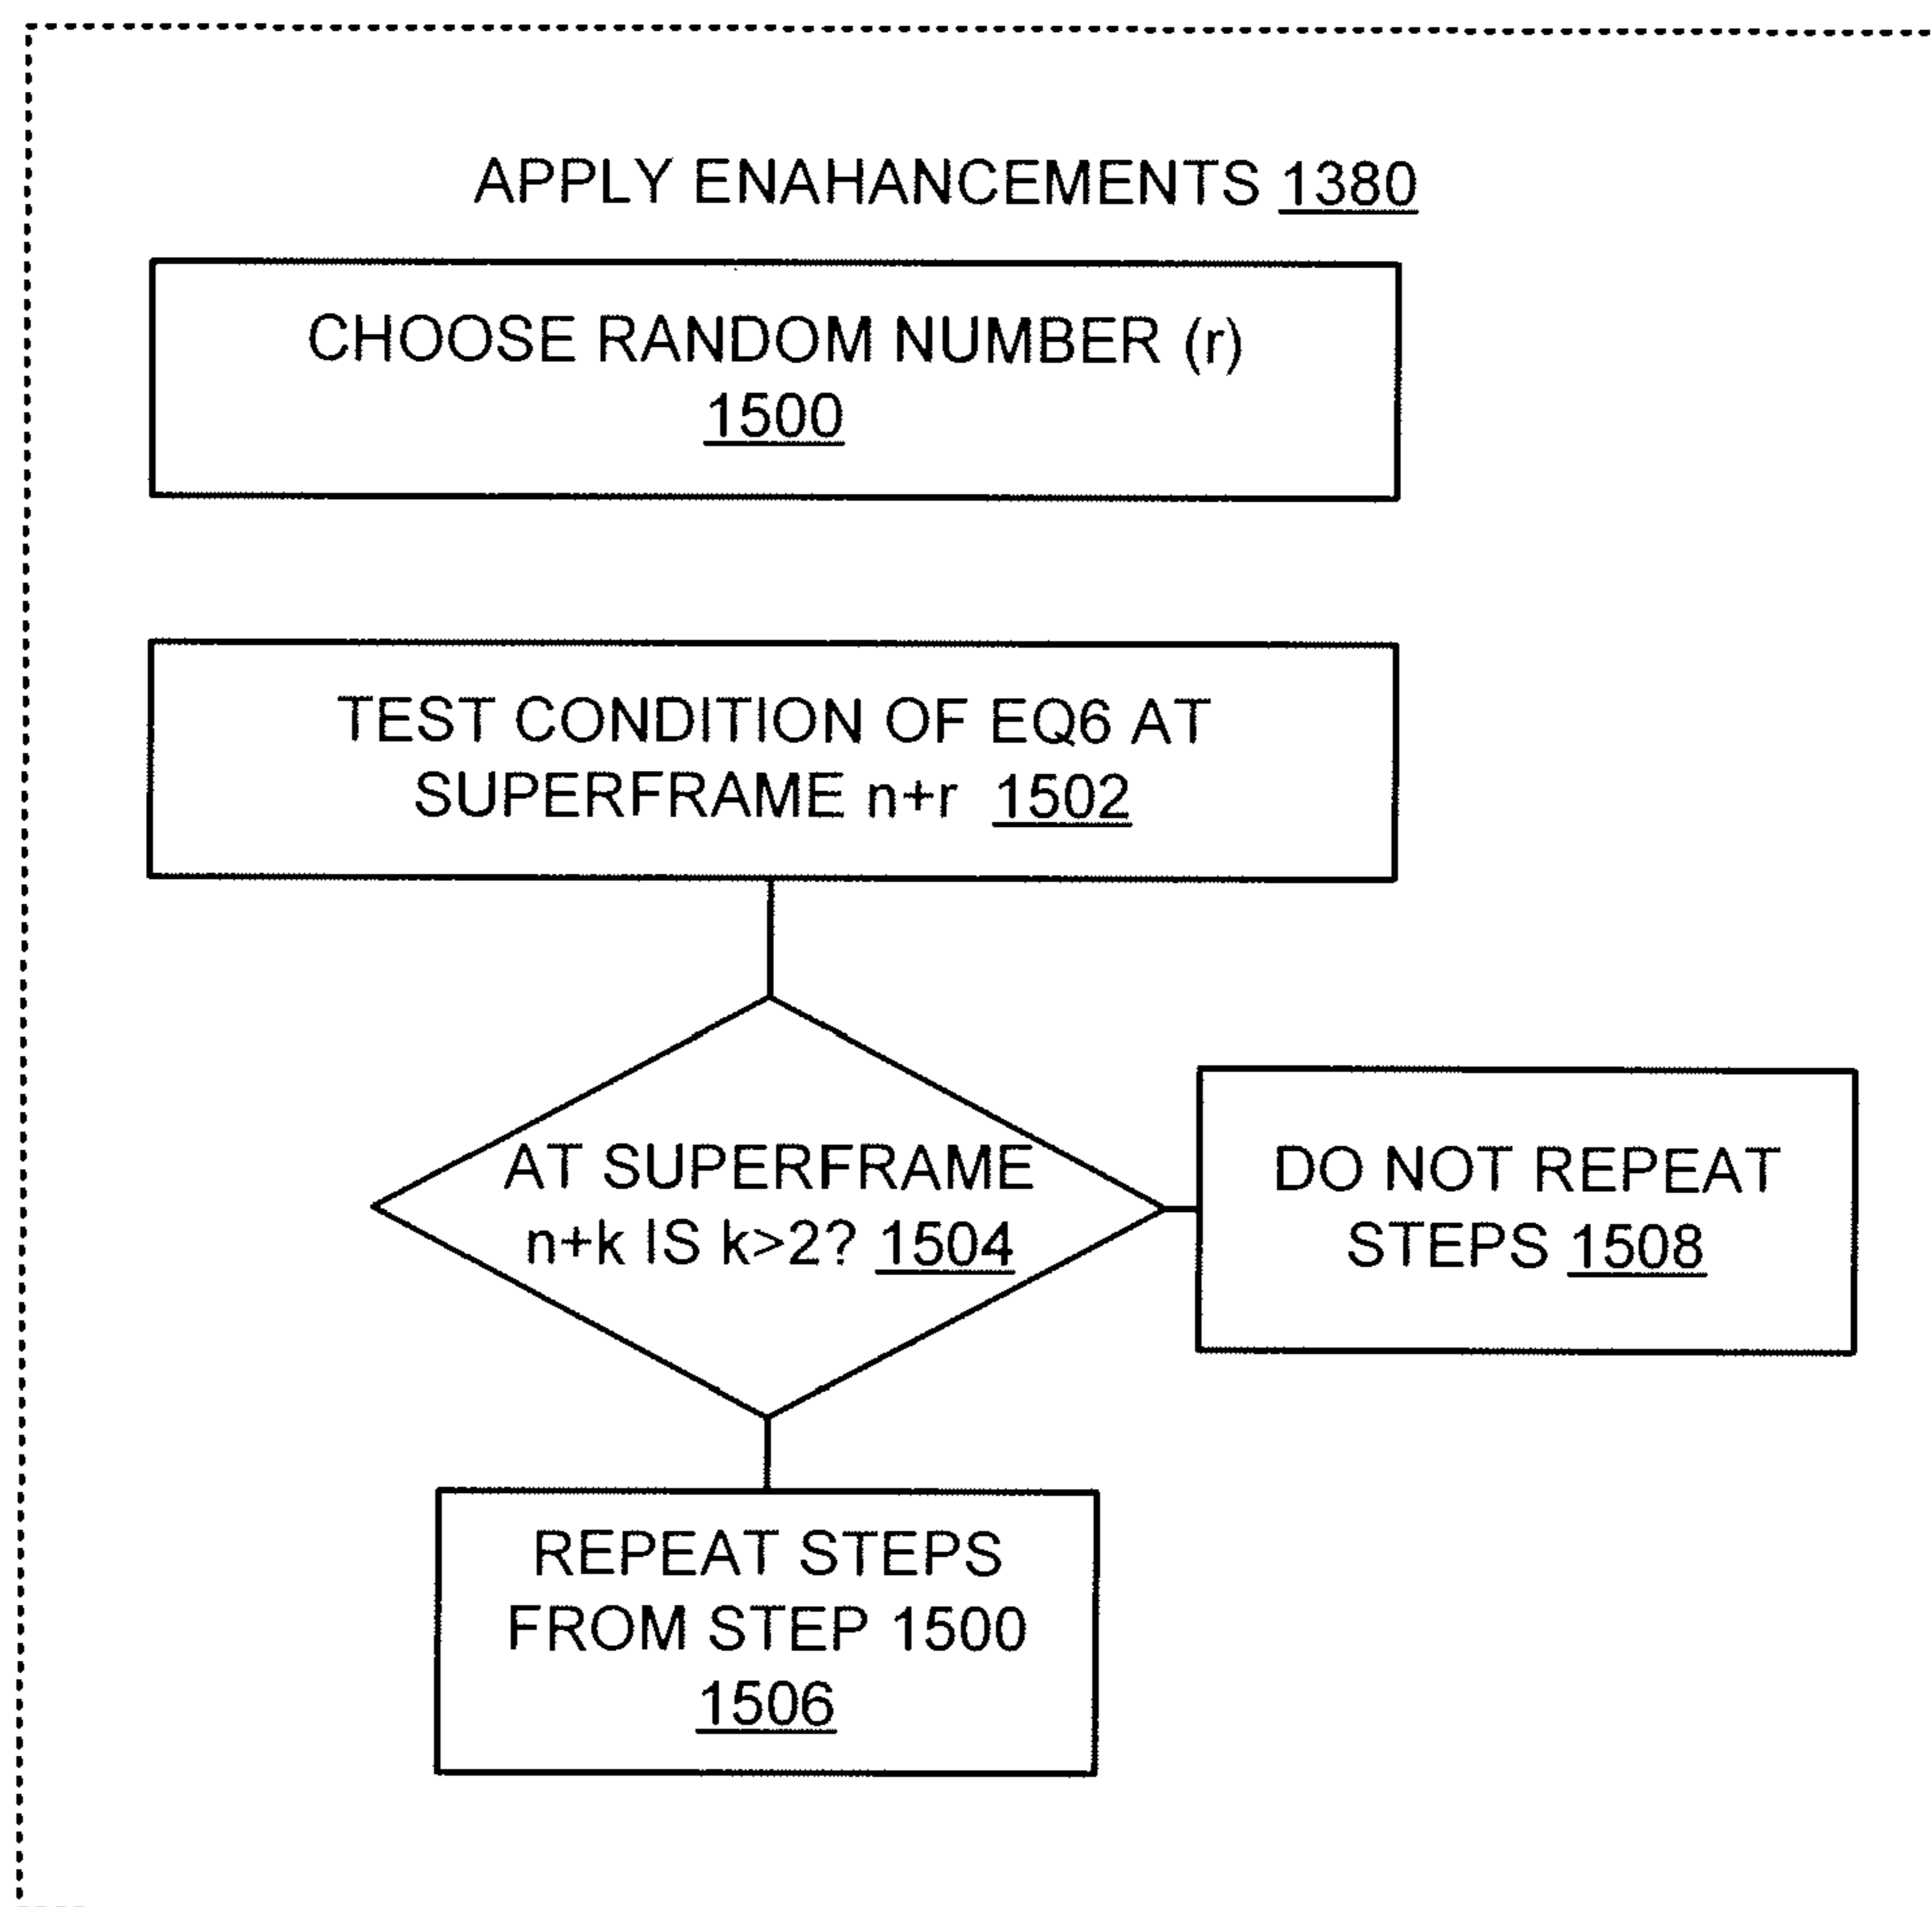 APPLY ENAHANCEMENTS 1380
CHOOSE RANDOM NUMBER (r)
1500
TEST CONDITION OF EQ6 AT
SUPERFRAME n+r 1502
AT SUPERFRAME
n+k IS k>2? 1504
DO NOT REPEAT
STEPS 1508
REPEAT STEPS
FROM STEP 1500
1506